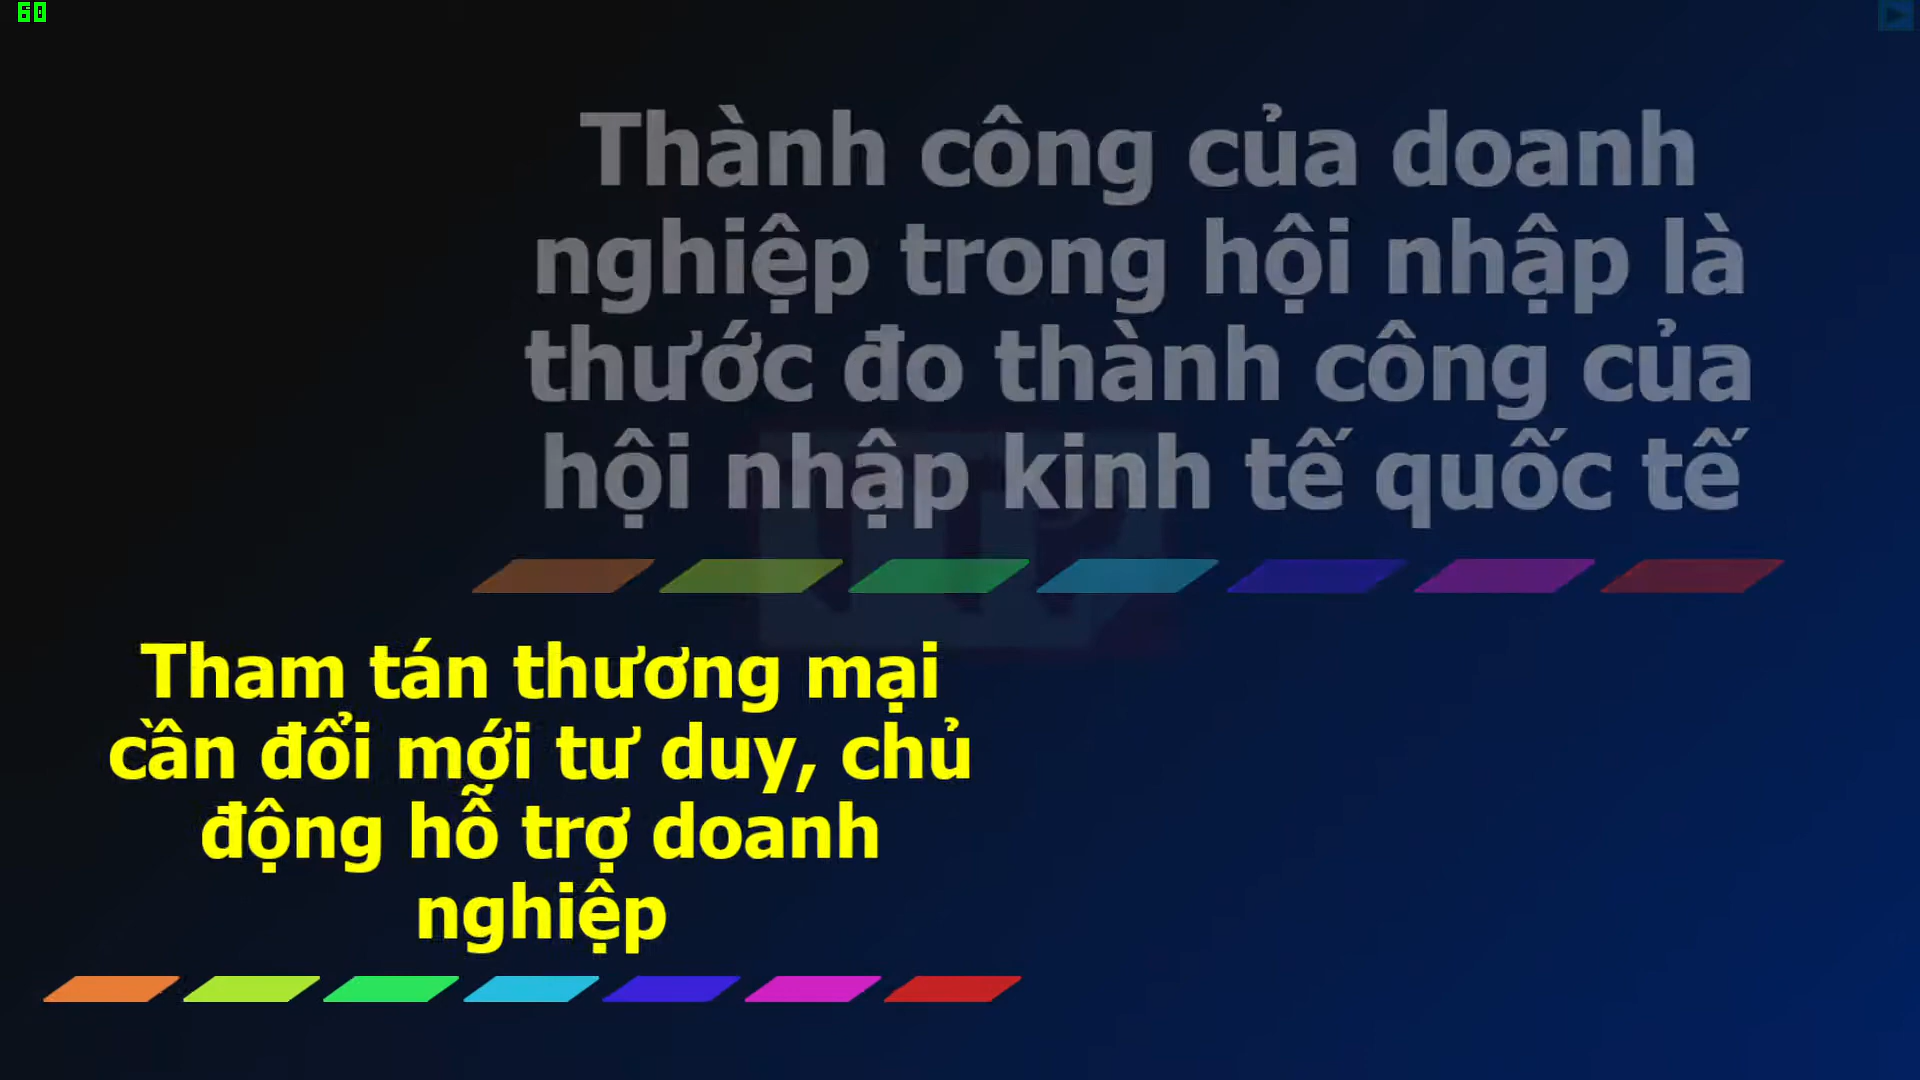 60
Thành công của doanh
nghiệp trong hội nhập là
thước đo thành công của
hội nhập kinh tế quốc tế
Tham tán thương mại
cần đổi mới tư duy, chủ
động hỗ trợ doanh
nghiệp